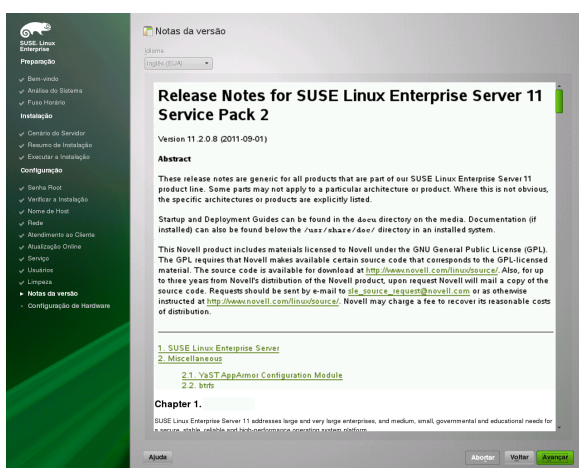 SUSE. Linux
Enterprise
Preparação
Bem-vindo
Análise do Sistema
Fuso Horário
Instalação
Cenário do Servidor
Resumo de Instalação
Executar a Instalação
Configuração
Senha Root
Verificar a Instalação
Nome de Host
Rede
Atendimento ao Cliente
Atualização Online
Serviço
Usuários
Limpeza
Notas da versão
Configuração de Hardware
Notas da versão
Idioma
Inglês (EUA)
Release Notes for SUSE Linux Enterprise Server 11
Service Pack 2
Version 11.2.0.8 (2011-09-01)
Abstract
These release notes are generic for all products that are part of our SUSE Linux Enterprise Server 11
product line. Some parts may not apply to a particular architecture or product. Where this is not obvious,
the specific architectures or products are explicitly listed.
Startup and Deployment Guides can be found in the docu directory on the media. Documentation (if
installed) can also be found below the /usr/share/doc/ directory in an installed system.
This Novell product includes materials licensed to Novell under the GNU General Public License (GPL).
The GPL requires that Novell makes available certain source code that corresponds to the GPL-licensed
material. The source code is available for download at http://www.novell.com/linux/source/. Also, for up
to three years from Novell's distribution of the Novell product, upon request Novell will mail a copy of the
source code. Requests should be sent by e-mail to sle_source_request@novell.com or as otherwise
instructed at http://www.novell.com/linux/source/. Novell may charge a fee to recover its reasonable costs
of distribution.
1. SUSE Linux Enterprise Server
2. Miscellaneous
2.1. YaST AppArmor Configuration Module
2.2. btrfs
Chapter 1.
SUSE Linux Enterprise Server 11 addresses large and very large enterprises, and medium, small, governmental and educational needs for
a secure, stable, reliable and high-performance operating system platform.
Ajuda
Abortar
Voltar
Avançar